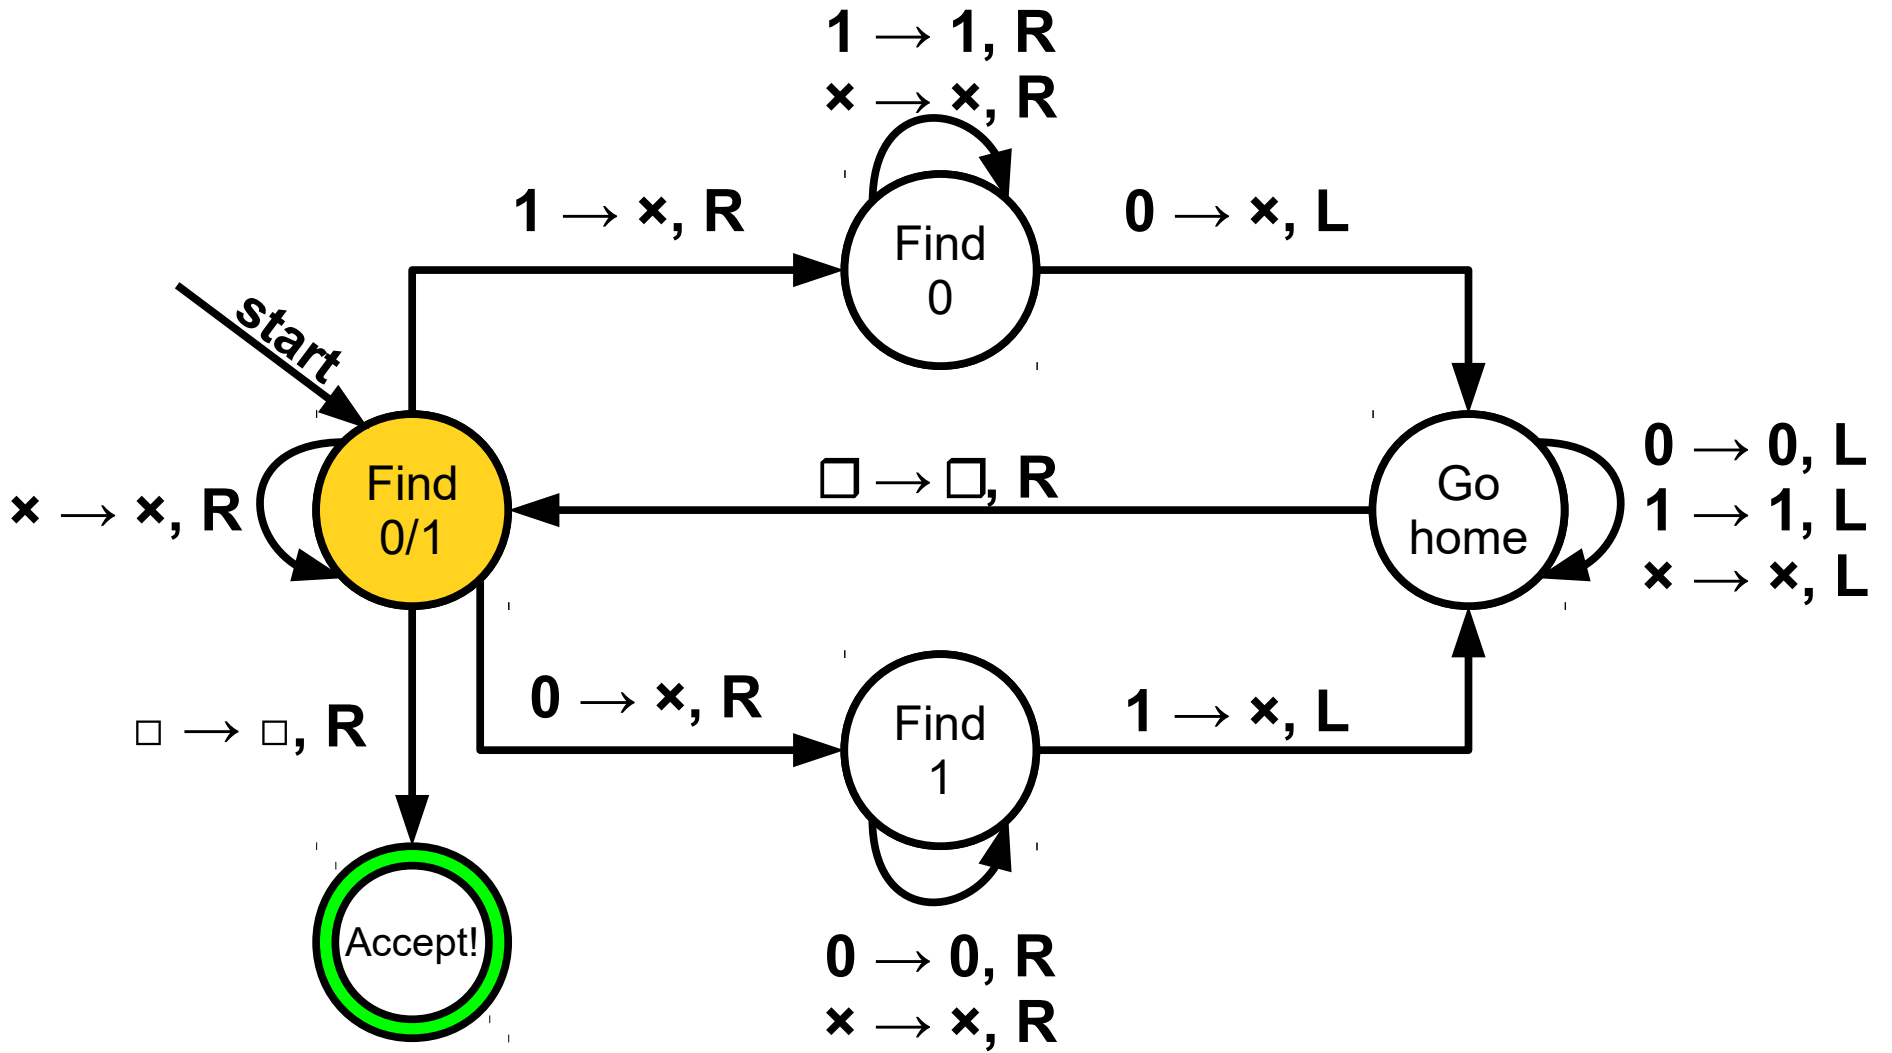 1 → 1, R
× → ×, R
1 → ×, R
Find
0
0 → ×, L
start
× → ×, R
Find
0/1
□ → □, R
Go
home
0 → 0, L
1 → 1, L
× → ×, L
□ → □, R
0 → ×, R
Find
1
1 → ×, L
Accept!
0 → 0, R
× → ×, R